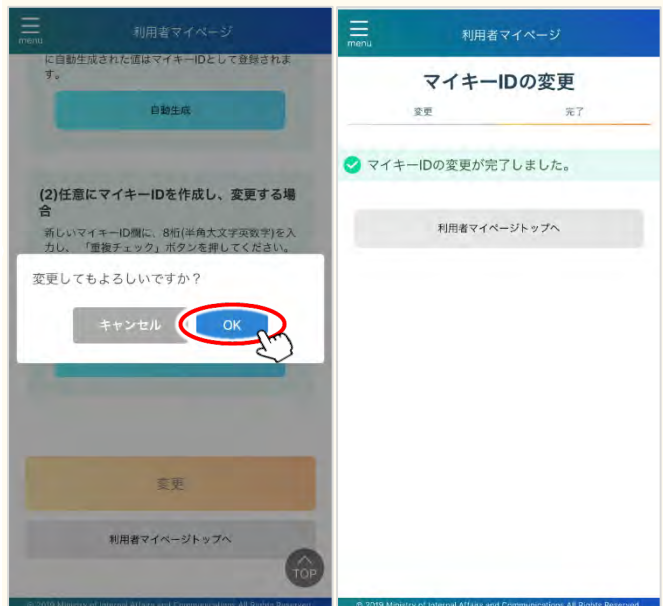 menu
利用者マイページ
に自動生成された値はマイキーIDとして登録されま
す。
自動生成
(2)任意にマイキーIDを作成し、変更する場
合
新しいマイキーID欄に、8桁(半角大文字英数字)を入
力し、「重複チェック」ボタンを押してください。
変更してもよろしいですか？
キャンセル
OK
変更
利用者マイページトップへ
TOP
© 2019 Ministry of Internal Affairs and Communications All Rights Reserved.
menu
利用者マイページ
マイキーIDの変更
変更
完了
マイキーIDの変更が完了しました。
利用者マイページトップへ
© 2019 Ministry of Internal Affairs and Communications All Rights Reserved.